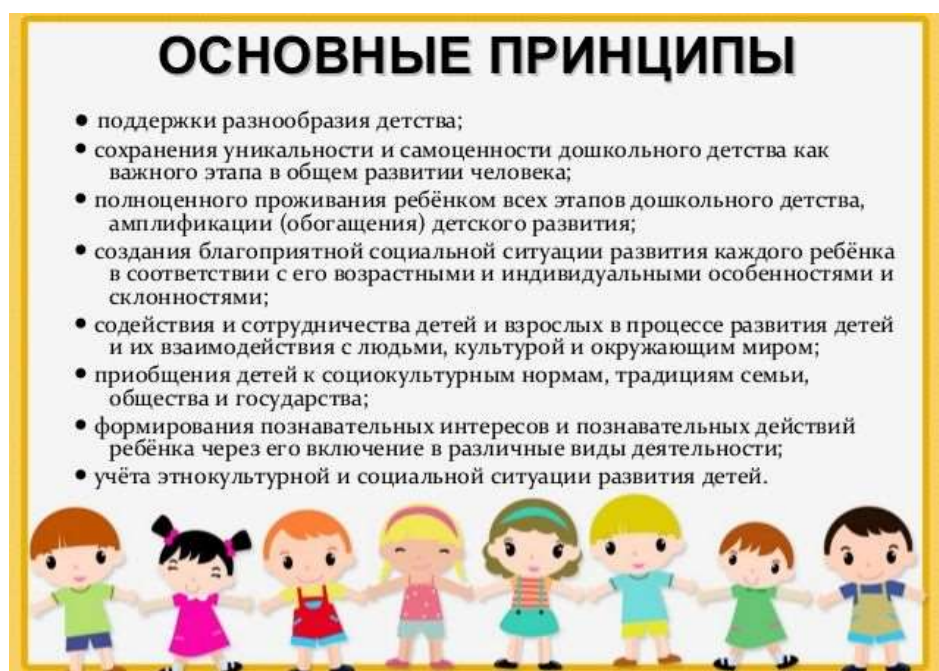 ОСНОВНЫЕ ПРИНЦИПЫ
• поддержки разнообразия детства;
• сохранения уникальности и самоценности дошкольного детства как
важного этапа в общем развитии человека;
• полноценного проживания ребёнком всех этапов дошкольного детства,
амплификации (обогащения) детского развития;
• создания благоприятной социальной ситуации развития каждого ребёнка
в соответствии с его возрастными и индивидуальными особенностями и
склонностями;
• содействия и сотрудничества детей и взрослых в процессе развития детей
и их взаимодействия с людьми, культурой и окружающим миром;
• приобщения детей к социокультурным нормам, традициям семьи,
общества и государства;
• формирования познавательных интересов и познавательных действий
ребёнка через его включение в различные виды деятельности;
• учёта этнокультурной и социальной ситуации развития детей.